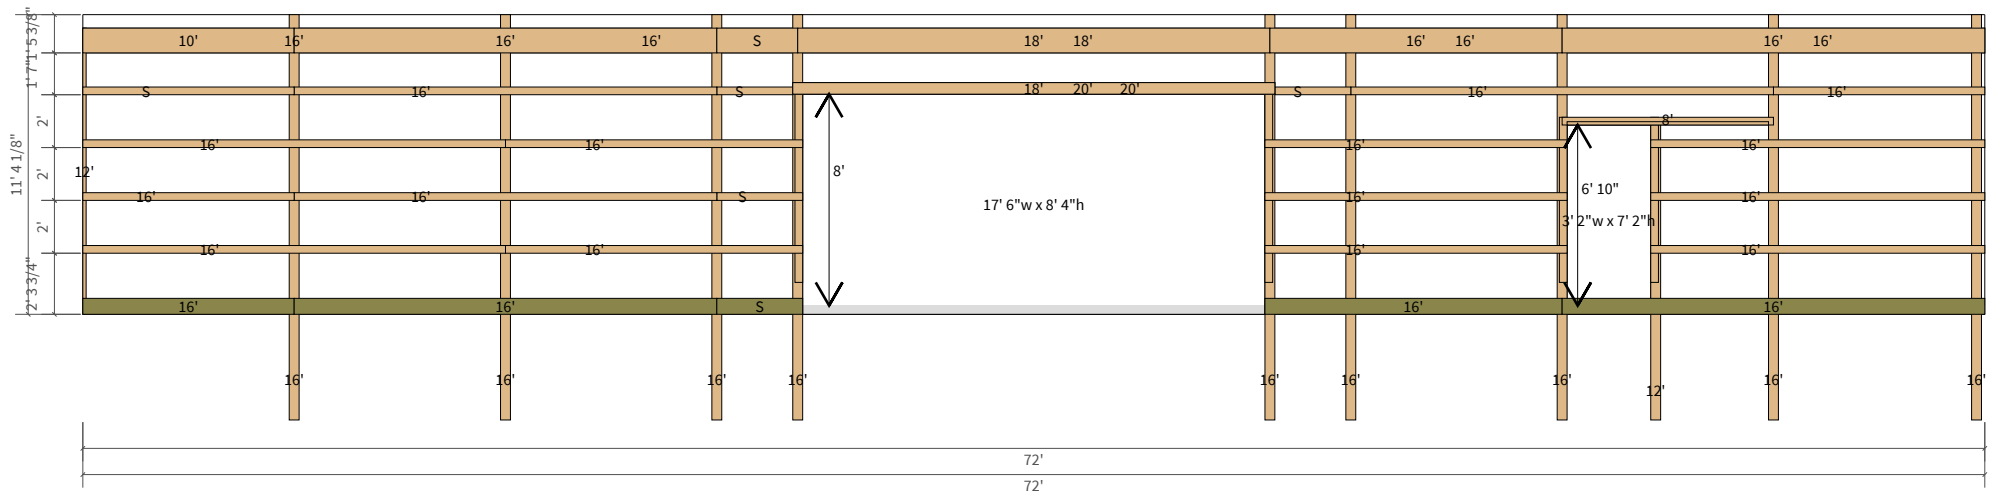 10' 16' 16' 16' S 18' 18' 16' 16' 16' 16'
1' 5 3/8"
1' 7"
S 16' S 18' 20' 20' S 16' 16'
8'
2'
16' 16' 16' 16'
11' 4 1/8"
12' 2' 8'
6' 10"
16' 16' S 16' 16'
17' 6"w x 8' 4"h
3' 2"w x 7' 2"h
2'
16' 16' 16' 16'
2' 3 3/4"
16' 16' S 16' 16'
16' 16' 16' 16' 16' 16' 16' 12' 16' 16'
72'
72'